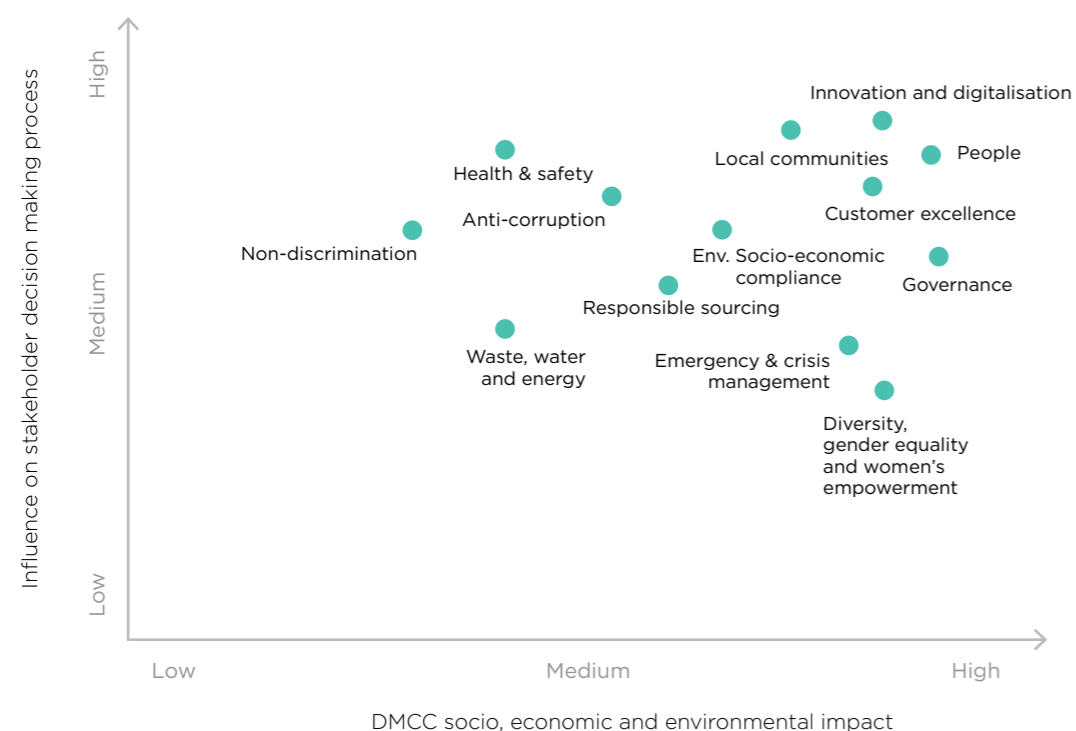 Influence on stakeholder decision making process
High
Medium
Low
Innovation and digitalisation
Local communities
People
Health & safety
Customer excellence
Anti-corruption
Non-discrimination
Env. Socio-economic
compliance
Governance
Responsible sourcing
Waste, water
and energy
Emergency & crisis
management
Diversity,
gender equality
and women's
empowerment
Low
Medium
High
DMCC socio, economic and environmental impact